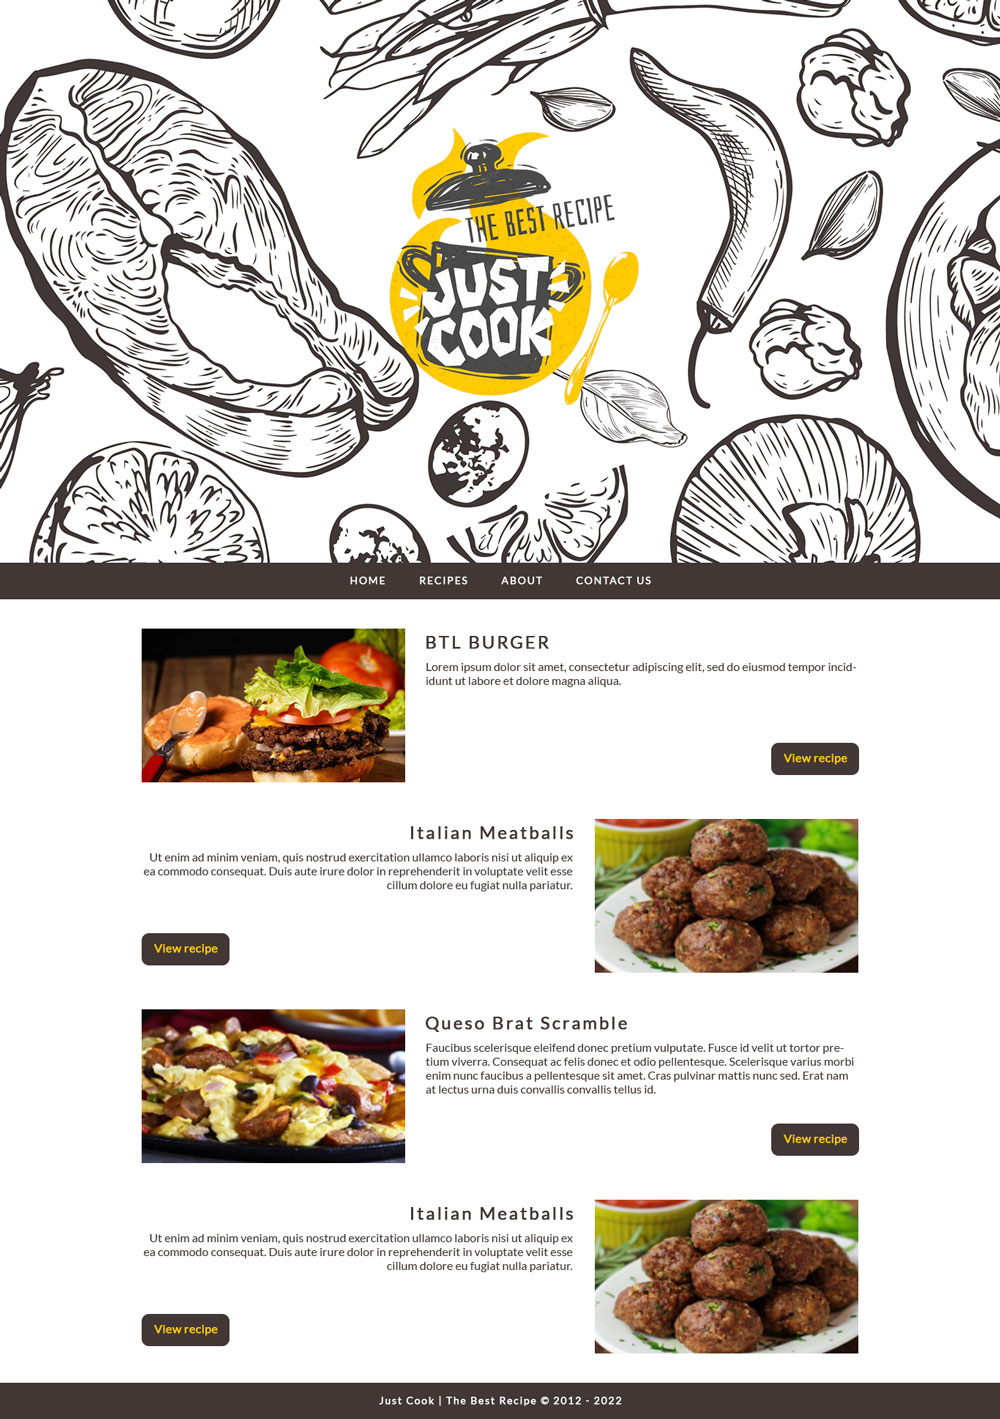 THE BEST RECIPE
JUST
COOK
HOME RECIPES ABOUT CONTACT US
BTL BURGER
Lorem ipsum dolor sit amet, consectetur adipiscing elit, sed do eiusmod tempor incid-
idunt ut labore et dolore magna aliqua.
View recipe
Italian Meatballs
Ut enim ad minim veniam, quis nostrud exercitation ullamco laboris nisi ut aliquip ex
ea commodo consequat. Duis aute irure dolor in reprehenderit in voluptate velit esse
cillum dolore eu fugiat nulla pariatur.
View recipe
Queso Brat Scramble
Faucibus scelerisque eleifend donec pretium vulputate. Fusce id velit ut tortor pre-
tium viverra. Consequat ac felis donec et odio pellentesque. Scelerisque varius morbi
enim nunc faucibus a pellentesque sit amet. Cras pulvinar mattis nunc sed. Erat nam
at lectus urna duis convallis convallis tellus id.
View recipe
Italian Meatballs
Ut enim ad minim veniam, quis nostrud exercitation ullamco laboris nisi ut aliquip ex
ea commodo consequat. Duis aute irure dolor in reprehenderit in voluptate velit esse
cillum dolore eu fugiat nulla pariatur.
View recipe
Just Cook | The Best Recipe © 2012 - 2022